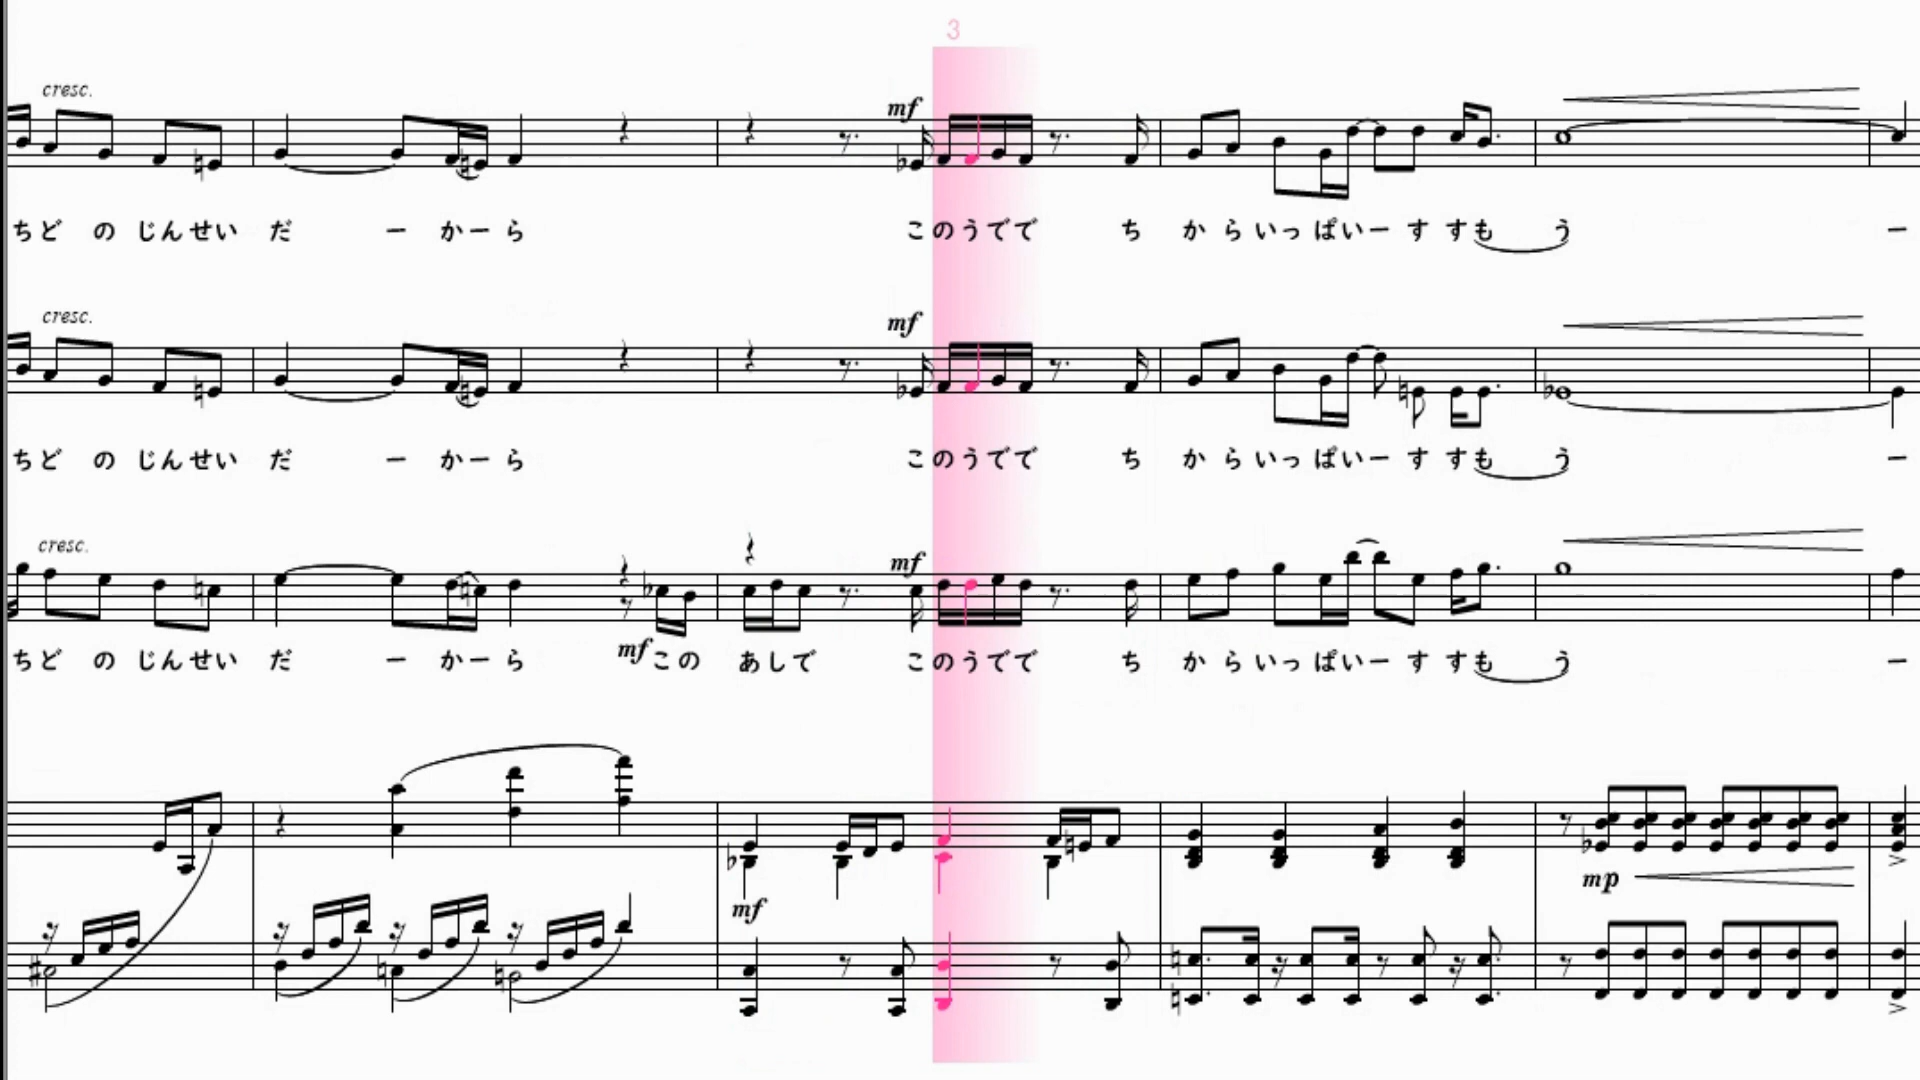 3
cresc.
mf
ちど の じんせい だ ー かーら このうでで ち か ら いっ ぱいー す すも う ー
cresc.
mf
ちど の じんせい だ ー かーら このうでで ち か ら いっ ぱいー す すも う ー
cresc.
mf
mf
ちど の じんせい だ ー かーら この あしで このうでで ち か ら いっ ぱいー す すも う ー
mf
mp